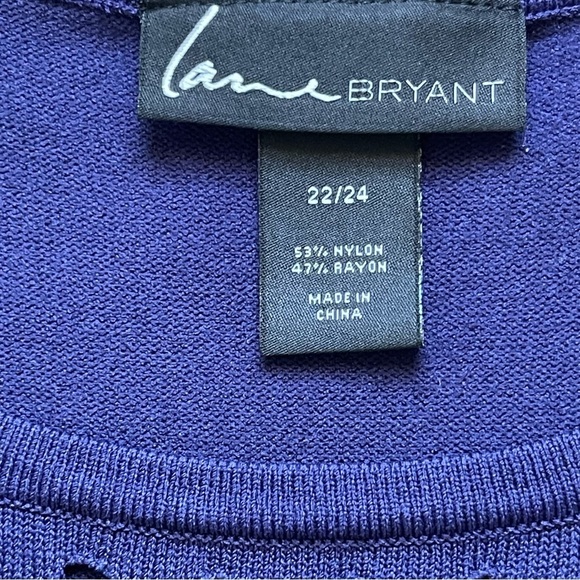 Lane BRYANT
22/24
53% NYLON
47% RAYON
MADE IN
CHINA